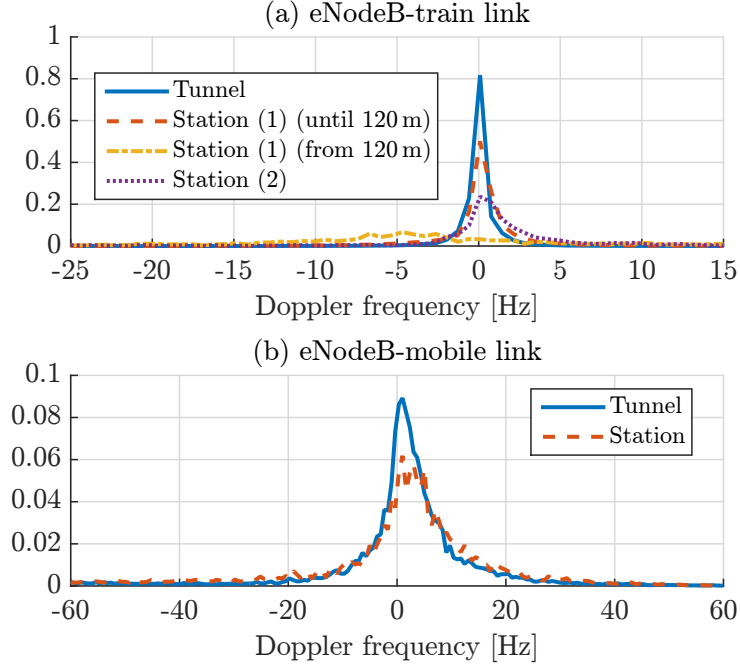 (a) eNodeB-train link
1
0.8
0.6
0.4
0.2
0
Tunnel
Station (1) (until 120 m)
Station (1) (from 120 m)
Station (2)
-25 -20 -15 -10 -5 0 5 10 15
Doppler frequency [Hz]
(b) eNodeB-mobile link
0.1
0.08
0.06
0.04
0.02
0
Tunnel
Station
-60 -40 -20 0 20 40 60
Doppler frequency [Hz]